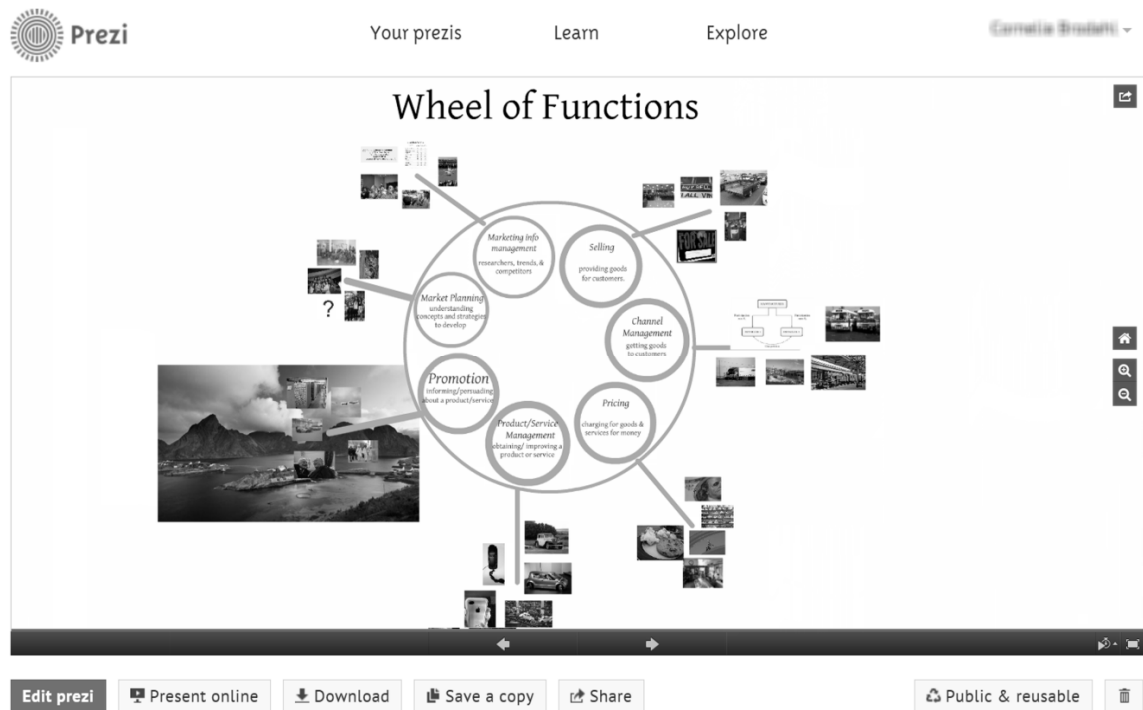 Prezi
Your prezis
Learn
Explore
Wheel of Functions
Marketing Info
management
researchers, trends, &
competitors
Selling
providing goods
for customers.
Market Planning
understanding
concepts and strategies
to develop
Channel
Management
getting goods
to customers
Promotion
informing/persuading
about a product/service
Pricing
charging for goods &
services for money
Product/Service
Management
obtaining/ improving a
product or service
?
FOR SALE
Edit prezi
Present online
Download
Save a copy
Share
Public & reusable